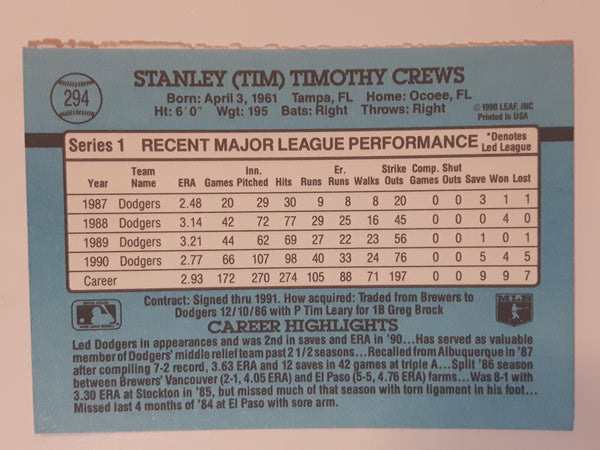 294
STANLEY (TIM) TIMOTHY CREWS
Born: April 3, 1961 Tampa, FL Home: Ocoee, FL
Ht: 6'0" Wgt: 195 Bats: Right Throws: Right
©1990 LEAF, INC
Printed in USA
Series 1 RECENT MAJOR LEAGUE PERFORMANCE *Denotes Led League
Year Team Name ERA Games Inn. Pitched Hits Runs Er. Runs Walks Strike Outs Comp. Games Shut Outs Save Won Lost
1987 Dodgers 2.48 20 29 30 9 8 8 20 0 0 3 1 1
1988 Dodgers 3.14 42 72 77 29 25 16 45 0 0 0 4 0
1989 Dodgers 3.21 44 62 69 27 22 23 56 0 0 1 0 1
1990 Dodgers 2.77 66 107 98 40 33 24 76 0 0 5 4 5
Career 2.93 172 270 274 105 88 71 197 0 0 9 9 7
Contract: Signed thru 1991. How acquired: Traded from Brewers to
Dodgers 12/10/86 with P Tim Leary for 1B Greg Brock
CAREER HIGHLIGHTS
Led Dodgers in appearances and was 2nd in saves and ERA in '90...Has served as valuable
member of Dodgers' middle relief team past 2 1/2 seasons...Recalled from Albuquerque in '87
after compiling 7-2 record, 3.63 ERA and 12 saves in 42 games at triple A...Split '86 season
between Brewers' Vancouver (2-1, 4.05 ERA) and El Paso (5-5, 4.76 ERA) farms...Was 8-1 with
3.30 ERA at Stockton in '85, but missed much of that season with torn ligament in his foot...
Missed last 4 months of '84 at El Paso with sore arm.
MLB